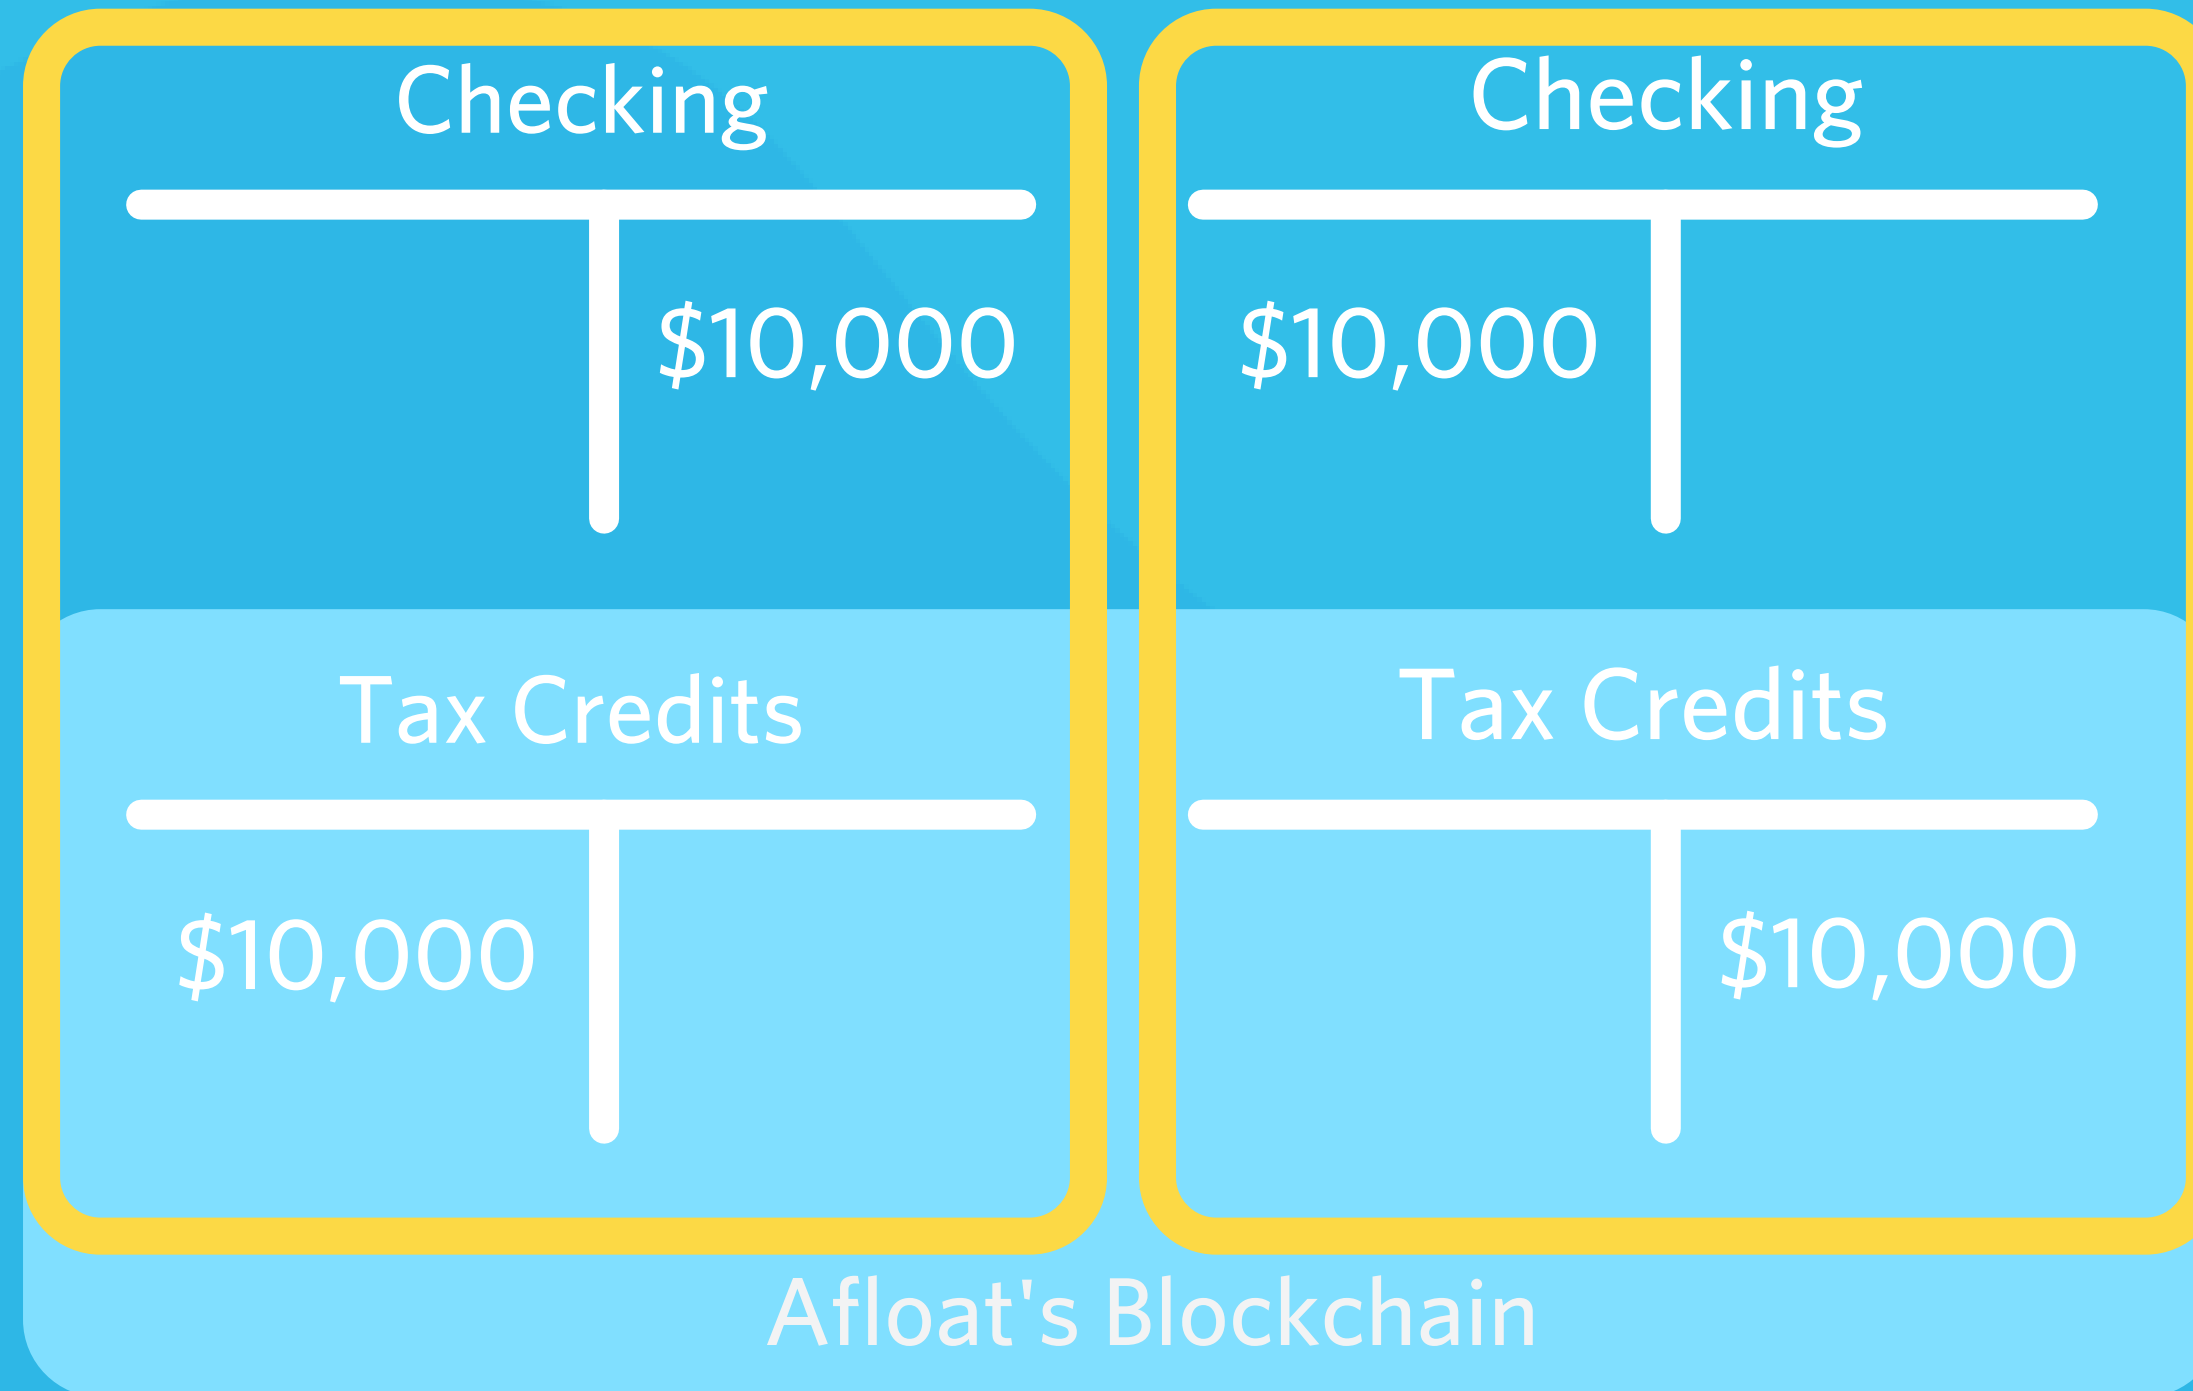 Checking
$10,000
Tax Credits
$10,000
Checking
$10,000
Tax Credits
$10,000
Afloat's Blockchain